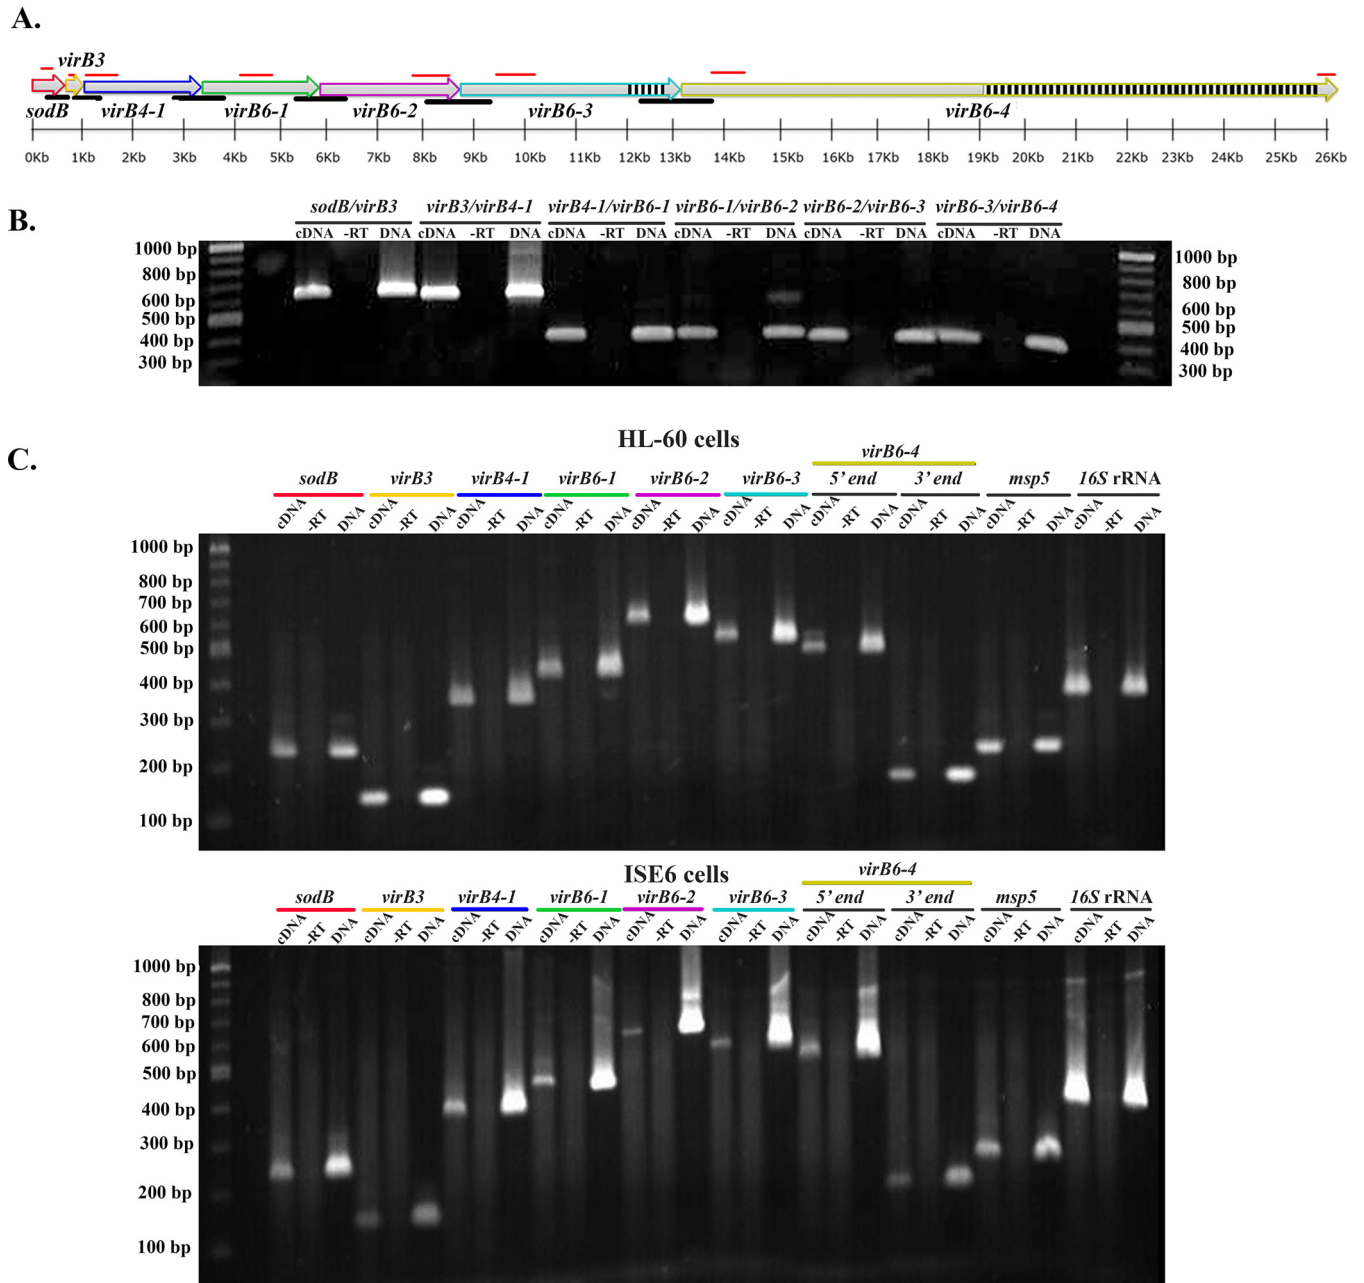 A.
virB3
sodB virB4-1 virB6-1 virB6-2 virB6-3 virB6-4
0Kb 1Kb 2Kb 3Kb 4Kb 5Kb 6Kb 7Kb 8Kb 9Kb 10Kb 11Kb 12Kb 13Kb 14Kb 15Kb 16Kb 17Kb 18Kb 19Kb 20Kb 21Kb 22Kb 23Kb 24Kb 25Kb 26Kb
B.
sodB/virB3 virB3/virB4-1 virB4-1/virB6-1 virB6-1/virB6-2 virB6-2/virB6-3 virB6-3/virB6-4
cDNA -RT DNA cDNA -RT DNA cDNA -RT DNA cDNA -RT DNA cDNA -RT DNA cDNA -RT DNA
1000 bp 1000 bp
800 bp 800 bp
600 bp 600 bp
500 bp 500 bp
400 bp 400 bp
300 bp 300 bp
HL-60 cells
C.
virB6-4
sodB virB3 virB4-1 virB6-1 virB6-2 virB6-3 5’ end 3’ end msp5 16S rRNA
cDNA -RT DNA cDNA -RT DNA cDNA -RT DNA cDNA -RT DNA cDNA -RT DNA cDNA -RT DNA cDNA -RT DNA cDNA -RT DNA cDNA -RT DNA cDNA -RT DNA
1000 bp
800 bp
700 bp
600 bp
500 bp
400 bp
300 bp
200 bp
100 bp
ISE6 cells
virB6-4
sodB virB3 virB4-1 virB6-1 virB6-2 virB6-3 5’ end 3’ end msp5 16S rRNA
cDNA -RT DNA cDNA -RT DNA cDNA -RT DNA cDNA -RT DNA cDNA -RT DNA cDNA -RT DNA cDNA -RT DNA cDNA -RT DNA cDNA -RT DNA cDNA -RT DNA
1000 bp
800 bp
700 bp
600 bp
500 bp
400 bp
300 bp
200 bp
100 bp